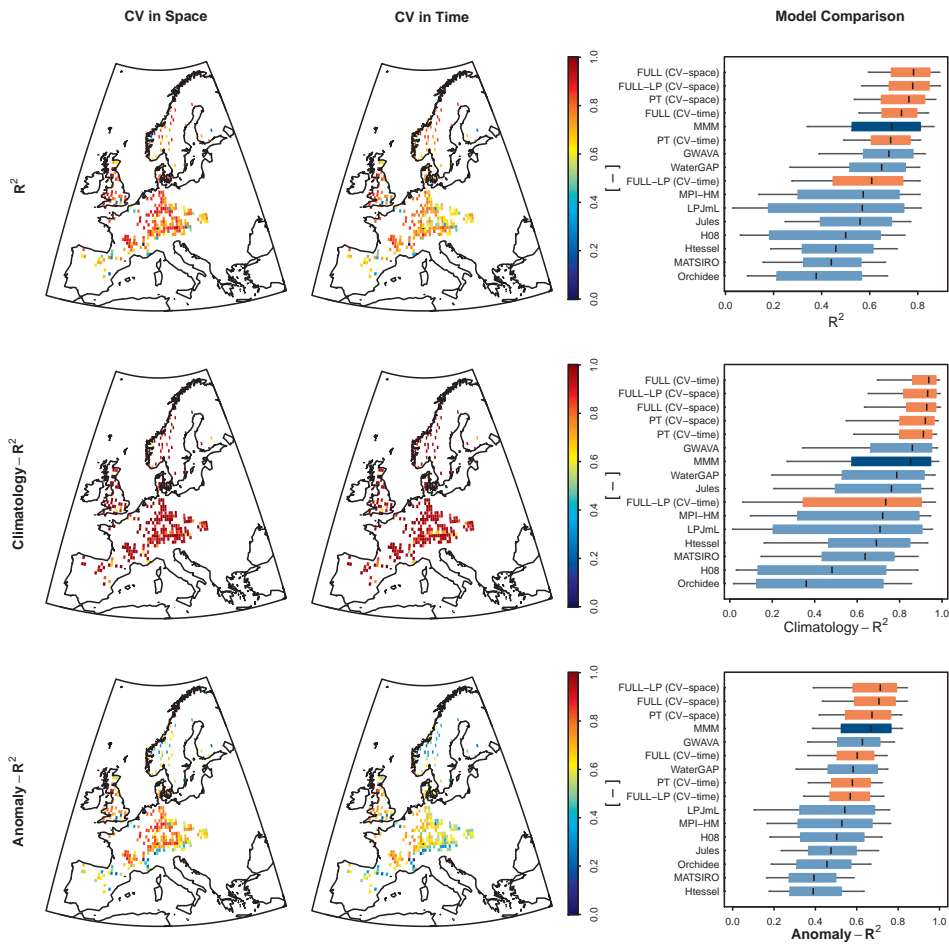 CV in Space
CV in Time
Model Comparison
R²
1.0
0.8
0.6
0.4
0.2
0.0
[ − ]
FULL (CV−space)
FULL−LP (CV−space)
PT (CV−space)
FULL (CV−time)
MMM
PT (CV−time)
GWAVA
WaterGAP
FULL−LP (CV−time)
MPI−HM
LPJmL
Jules
H08
Htessel
MATSIRO
Orchidee
0.0 0.2 0.4 0.6 0.8
R²
Climatology − R²
1.0
0.8
0.6
0.4
0.2
0.0
[ − ]
FULL (CV−time)
FULL−LP (CV−space)
FULL (CV−space)
PT (CV−space)
PT (CV−time)
GWAVA
MMM
WaterGAP
Jules
FULL−LP (CV−time)
MPI−HM
LPJmL
Htessel
MATSIRO
H08
Orchidee
0.0 0.2 0.4 0.6 0.8 1.0
Climatology − R²
Anomaly − R²
1.0
0.8
0.6
0.4
0.2
0.0
[ − ]
FULL−LP (CV−space)
FULL (CV−space)
PT (CV−space)
MMM
GWAVA
FULL (CV−time)
WaterGAP
PT (CV−time)
FULL−LP (CV−time)
LPJmL
MPI−HM
H08
Jules
Orchidee
MATSIRO
Htessel
0.0 0.2 0.4 0.6 0.8 1.0
Anomaly − R²